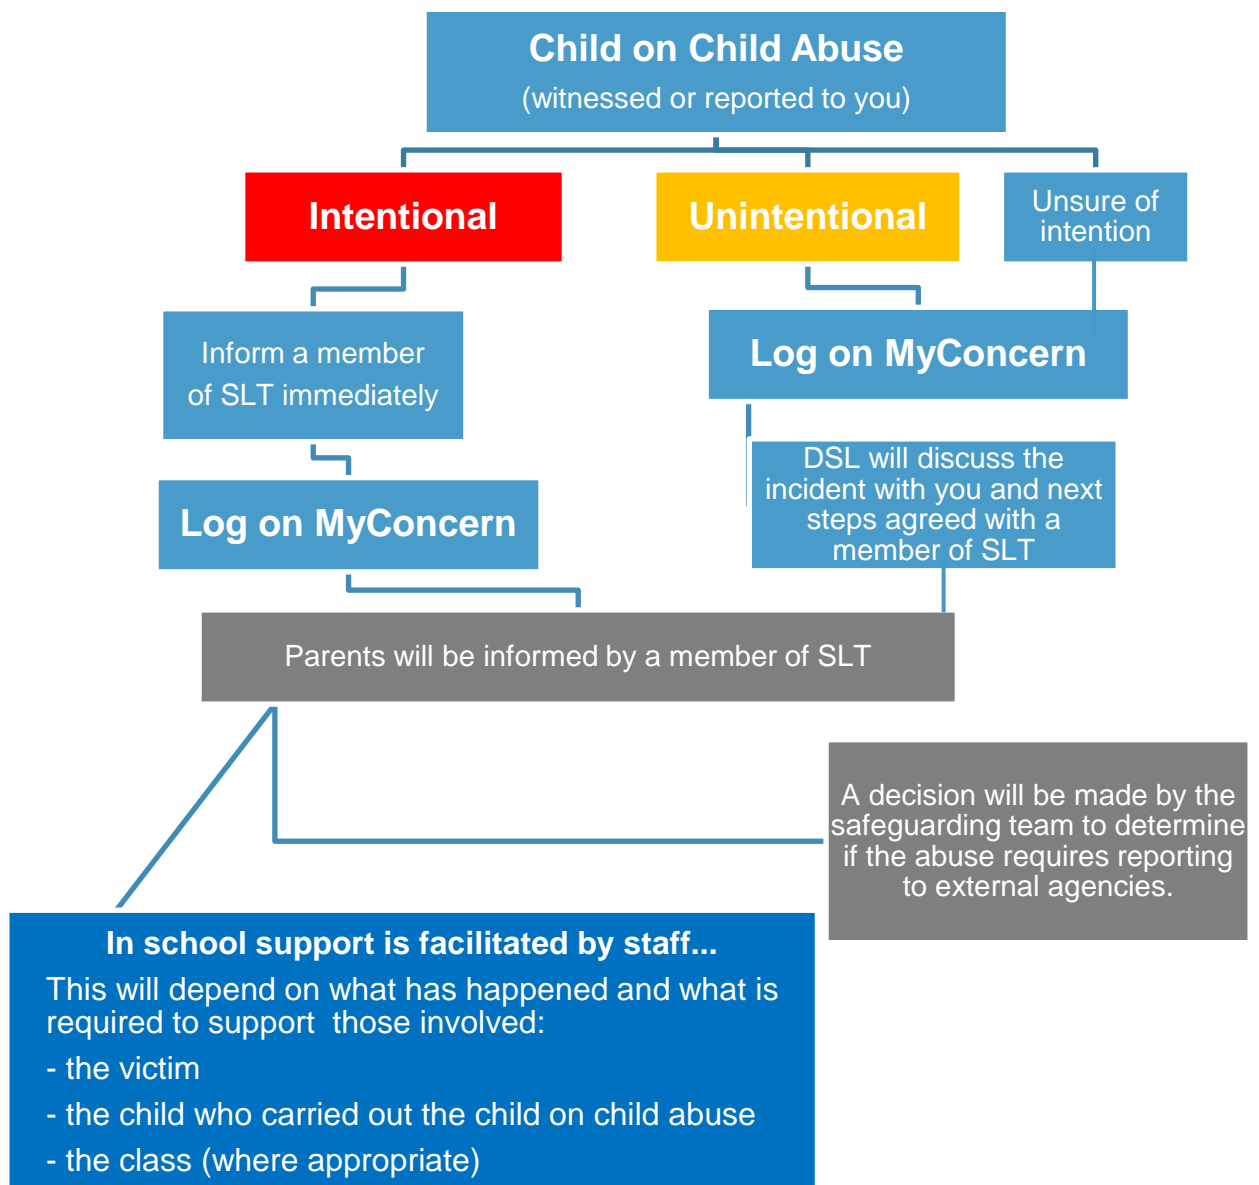 Child on Child Abuse
(witnessed or reported to you)
Intentional
Unintentional
Unsure of
intention
Inform a member
of SLT immediately
Log on MyConcern
Log on MyConcern
DSL will discuss the
incident with you and next
steps agreed with a
member of SLT
Parents will be informed by a member of SLT
A decision will be made by the
safeguarding team to determine
if the abuse requires reporting
to external agencies.
In school support is facilitated by staff...
This will depend on what has happened and what is
required to support  those involved:
- the victim
- the child who carried out the child on child abuse
- the class (where appropriate)